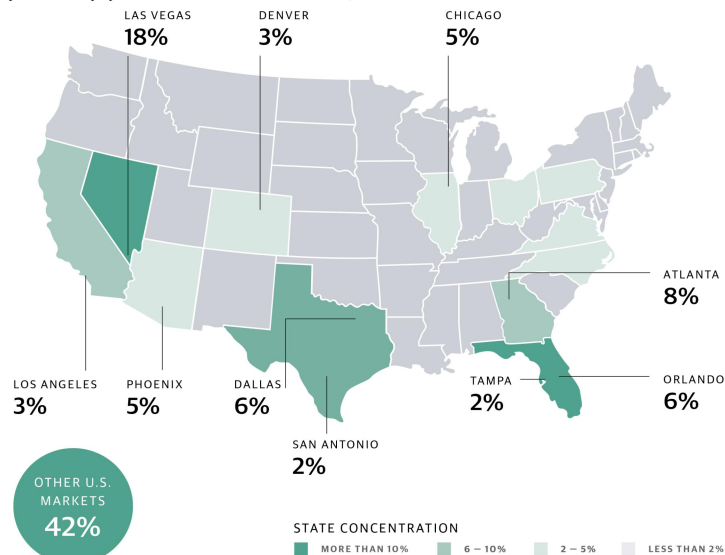 LAS VEGAS
18%
DENVER
3%
CHICAGO
5%
ATLANTA
8%
LOS ANGELES
3%
PHOENIX
5%
DALLAS
6%
TAMPA
2%
ORLANDO
6%
SAN ANTONIO
2%
OTHER U.S.
MARKETS
42%
STATE CONCENTRATION
MORE THAN 10%
6 – 10%
2 – 5%
LESS THAN 2%